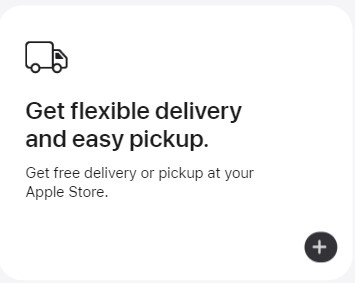 Get flexible delivery
and easy pickup.
Get free delivery or pickup at your
Apple Store.